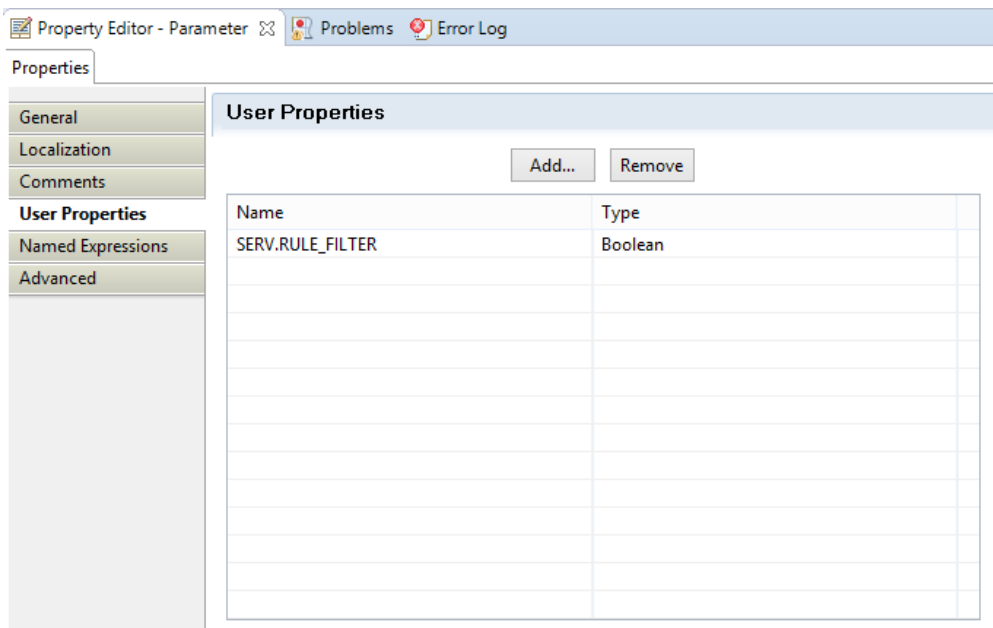 Property Editor - Parameter Problems Error Log
Properties
General
Localization
Comments
User Properties
Named Expressions
Advanced
User Properties
Add... Remove
Name Type
SERV.RULE_FILTER Boolean